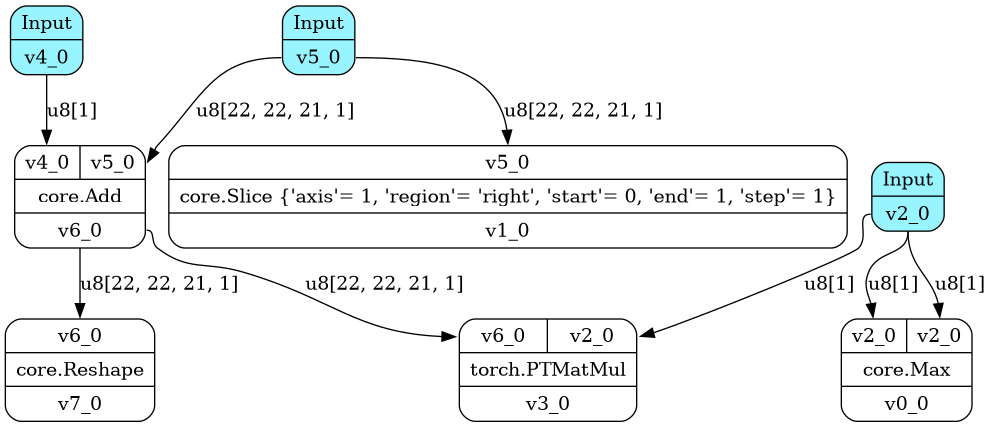 Input
v4_0
Input
v5_0
u8[1]
u8[22, 22, 21, 1]
u8[22, 22, 21, 1]
v4_0 v5_0
core.Add
v6_0
v5_0
core.Slice {'axis'= 1, 'region'= 'right', 'start'= 0, 'end'= 1, 'step'= 1}
v1_0
Input
v2_0
u8[22, 22, 21, 1]
u8[22, 22, 21, 1]
u8[1]
u8[1]
u8[1]
v6_0
core.Reshape
v7_0
v6_0 v2_0
torch.PTMatMul
v3_0
v2_0 v2_0
core.Max
v0_0